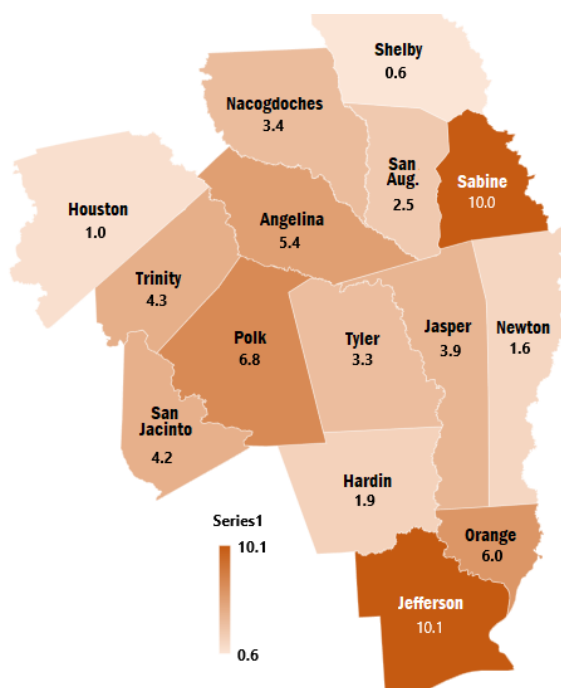 Shelby
0.6
Nacogdoches
3.4
San
Aug.
2.5
Sabine
10.0
Houston
1.0
Angelina
5.4
Trinity
4.3
Polk
6.8
Tyler
3.3
Jasper
3.9
Newton
1.6
San
Jacinto
4.2
Hardin
1.9
Orange
6.0
Jefferson
10.1
Series1
10.1
0.6